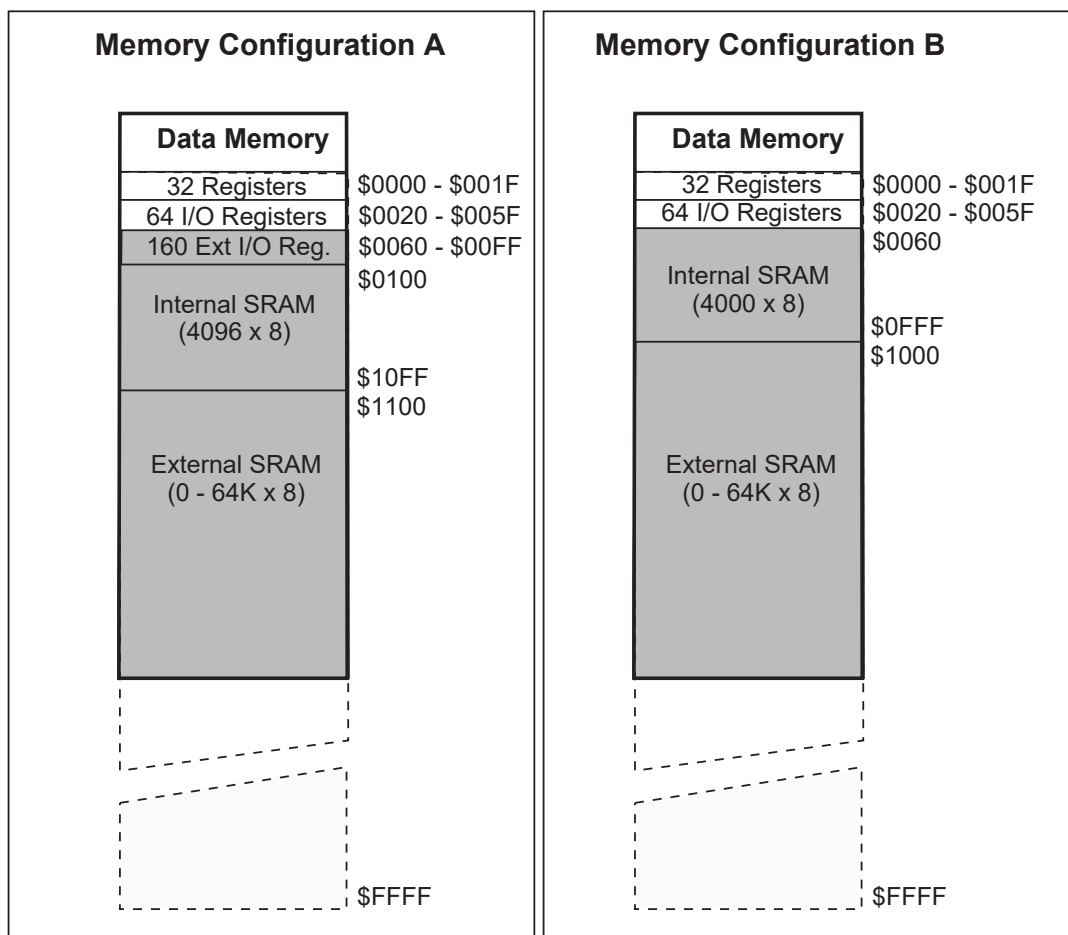 Memory Configuration A
Data Memory
32 Registers
$0000 - $001F
64 I/O Registers
$0020 - $005F
160 Ext I/O Reg.
$0060 - $00FF
$0100
Internal SRAM
(4096 x 8)
$10FF
$1100
External SRAM
(0 - 64K x 8)
$FFFF
Memory Configuration B
Data Memory
32 Registers
$0000 - $001F
64 I/O Registers
$0020 - $005F
$0060
Internal SRAM
(4000 x 8)
$0FFF
$1000
External SRAM
(0 - 64K x 8)
$FFFF